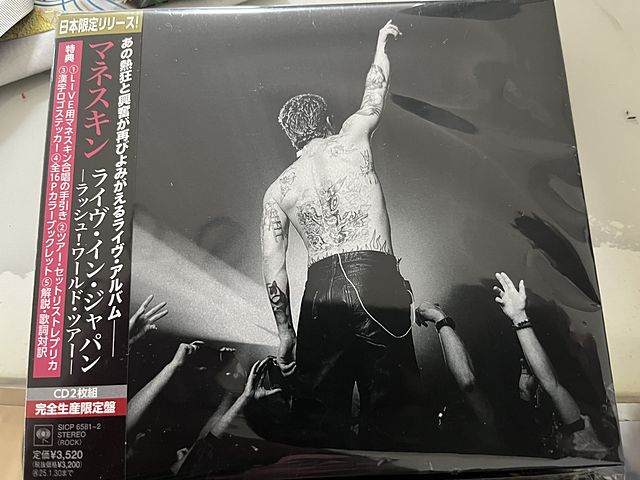 日本限定リリース!
あの熱狂と興奮が再びよみがえるライヴ・アルバム——
マネスキン
ライヴ・イン・ジャパン
—ラッシュ!ワールド・ツアー—
特典
①LIVE用マネスキン合唱の手引き ②ツアー・セットリストレプリカ
③漢字ロゴステッカー ④全16Pカラーブックレット ⑤解説・歌詞対訳
CD2枚組
完全生産限定盤
SICP 6581~2
STEREO
(ROCK)
定価¥3,520
(税抜価格¥3,200)
Ⓨ25.1.30まで